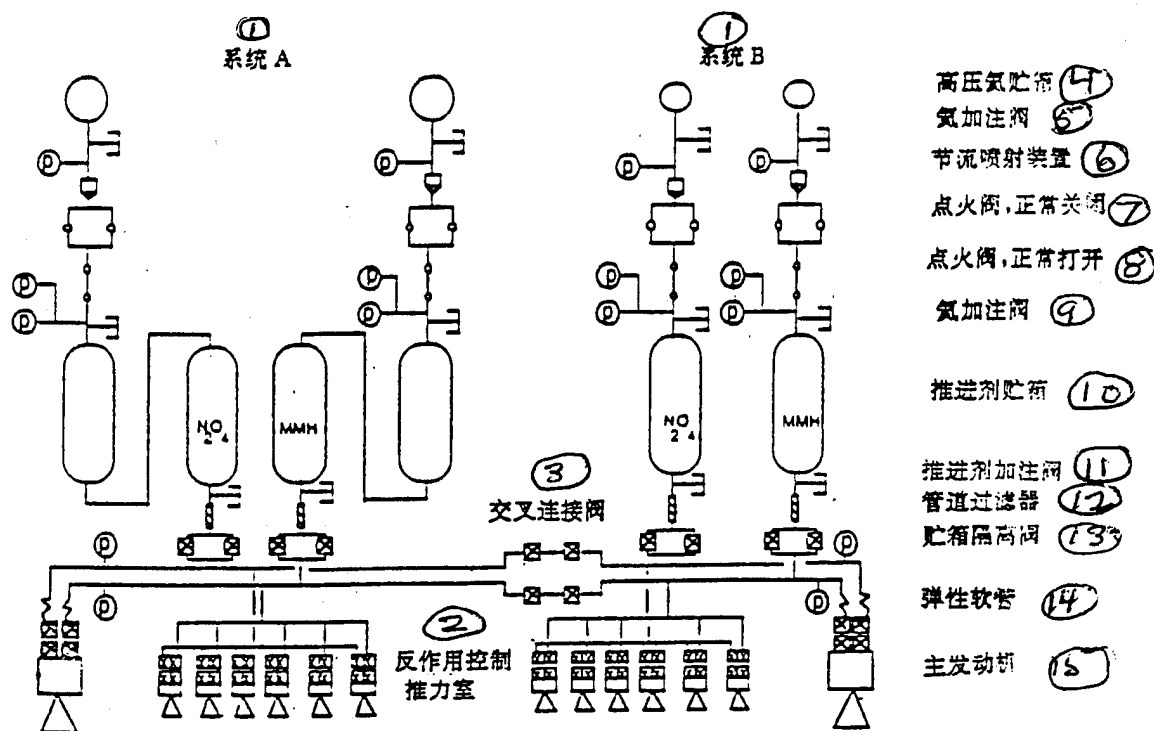 ① ①
系统 A 系统 B
高压氦贮箱 ④
氦加注阀 ⑤
节流喷射装置 ⑥
点火阀,正常关闭 ⑦
点火阀,正常打开 ⑧
氦加注阀 ⑨
推进剂贮箱 ⑩
推进剂加注阀 ⑪
管道过滤器 ⑫
贮箱隔离阀 ⑬
弹性软管 ⑭
主发动机 ⑮
p p p p
p p p p
p p p p
N₂O₄ MMH N₂O₄ MMH
③
交叉连接阀
p p
p p
②
反作用控制
推力室